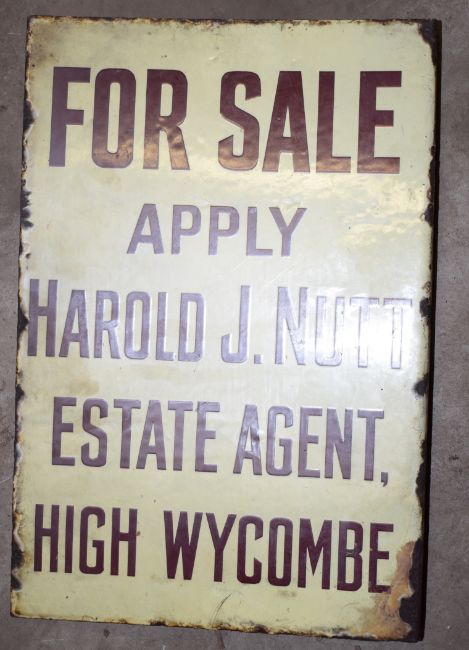 FOR SALE
APPLY
HAROLD J. NUTT
ESTATE AGENT,
HIGH WYCOMBE